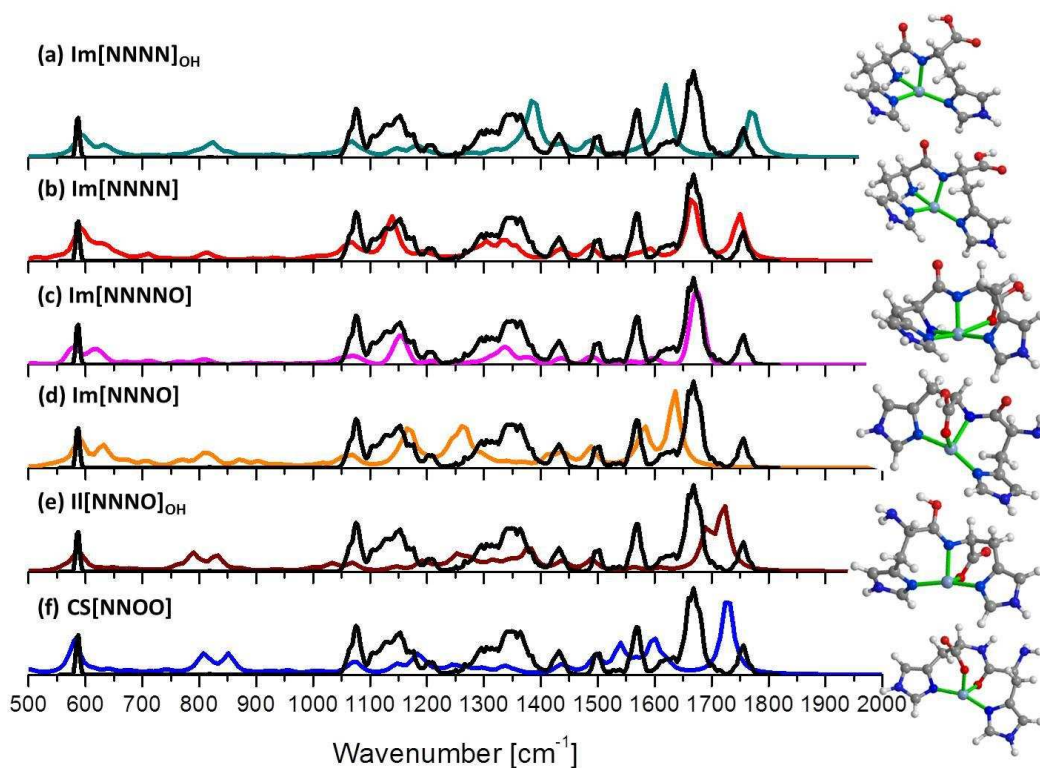 (a) Im[NNNN]OH
(b) Im[NNNN]
(c) Im[NNNNO]
(d) Im[NNNO]
(e) II[NNNO]OH
(f) CS[NNOO]
500 600 700 800 900 1000 1100 1200 1300 1400 1500 1600 1700 1800 1900 2000
Wavenumber [cm-1]